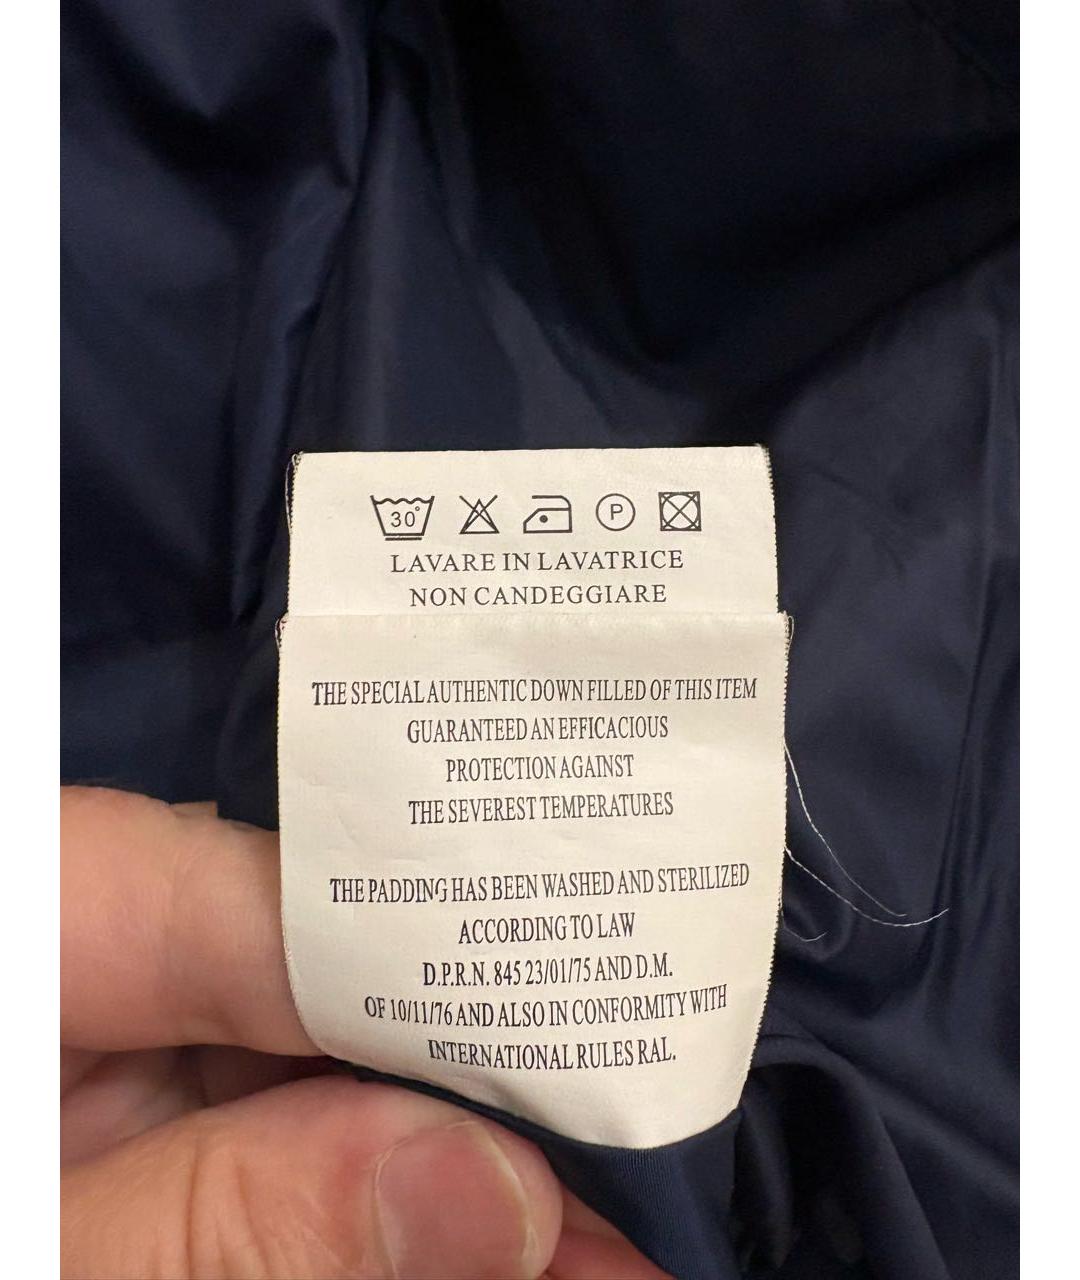 30°
P
LAVARE IN LAVATRICE
NON CANDEGGIARE
THE SPECIAL AUTHENTIC DOWN FILLED OF THIS ITEM
GUARANTEED AN EFFICACIOUS
PROTECTION AGAINST
THE SEVEREST TEMPERATURES
THE PADDING HAS BEEN WASHED AND STERILIZED
ACCORDING TO LAW
D.P.R.N. 845 23/01/75 AND D.M.
OF 10/11/76 AND ALSO IN CONFORMITY WITH
INTERNATIONAL RULES RAL.